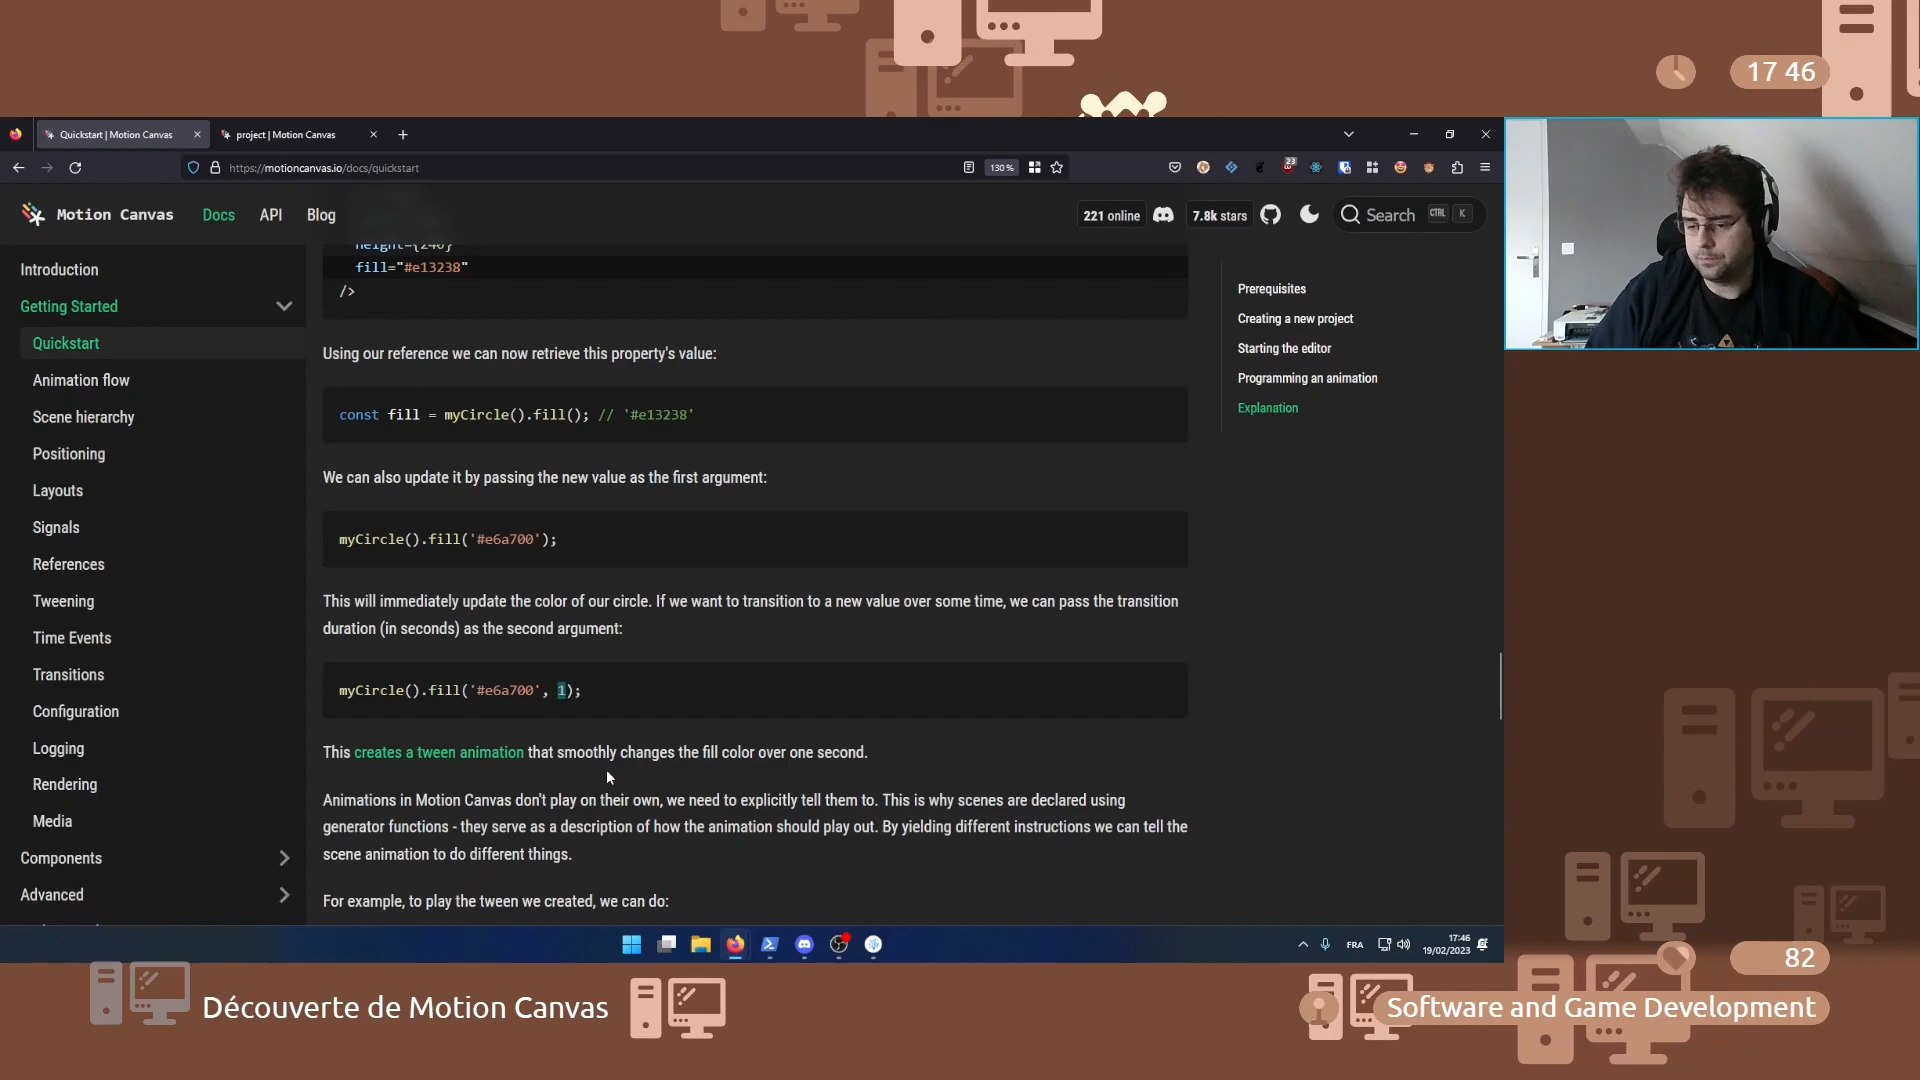 17 46
Quickstart | Motion Canvas
project | Motion Canvas
https://motioncanvas.io/docs/quickstart
130%
23
Motion Canvas
Docs
API
Blog
221 online
7.8k stars
Search
CTRL
K
Introduction
Getting Started
Quickstart
Animation flow
Scene hierarchy
Positioning
Layouts
Signals
References
Tweening
Time Events
Transitions
Configuration
Logging
Rendering
Media
Components
Advanced
height={240}
fill="#e13238"
/>
Using our reference we can now retrieve this property's value:
const fill = myCircle().fill(); // '#e13238'
We can also update it by passing the new value as the first argument:
myCircle().fill('#e6a700');
This will immediately update the color of our circle. If we want to transition to a new value over some time, we can pass the transition
duration (in seconds) as the second argument:
myCircle().fill('#e6a700', 1);
This creates a tween animation that smoothly changes the fill color over one second.
Animations in Motion Canvas don't play on their own, we need to explicitly tell them to. This is why scenes are declared using
generator functions - they serve as a description of how the animation should play out. By yielding different instructions we can tell the
scene animation to do different things.
For example, to play the tween we created, we can do:
Prerequisites
Creating a new project
Starting the editor
Programming an animation
Explanation
FRA
17:46
19/02/2023
82
Découverte de Motion Canvas
Software and Game Development